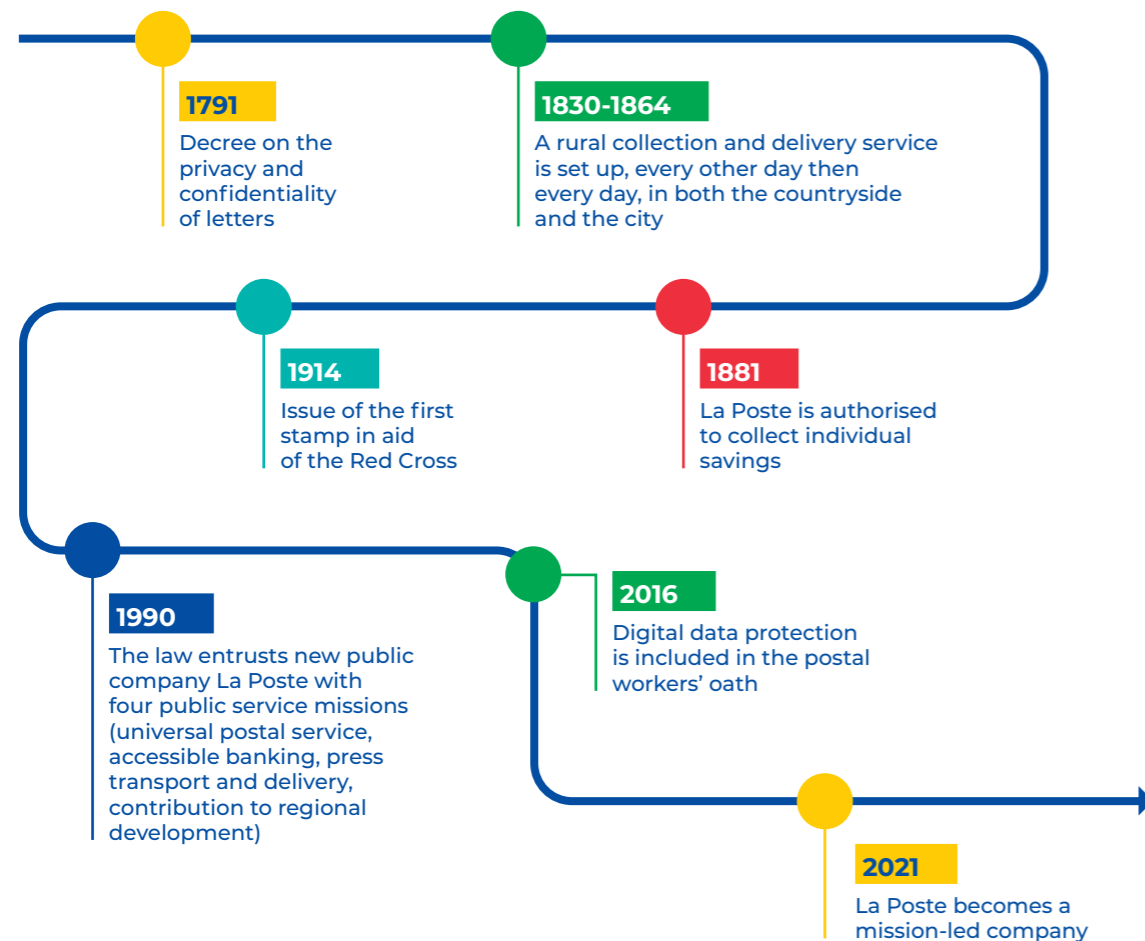 1791
Decree on the
privacy and
confidentiality
of letters
1830-1864
A rural collection and delivery service
is set up, every other day then
every day, in both the countryside
and the city
1881
La Poste is authorised
to collect individual
savings
1914
Issue of the first
stamp in aid
of the Red Cross
1990
The law entrusts new public
company La Poste with
four public service missions
(universal postal service,
accessible banking, press
transport and delivery,
contribution to regional
development)
2016
Digital data protection
is included in the postal
workers’ oath
2021
La Poste becomes a
mission-led company